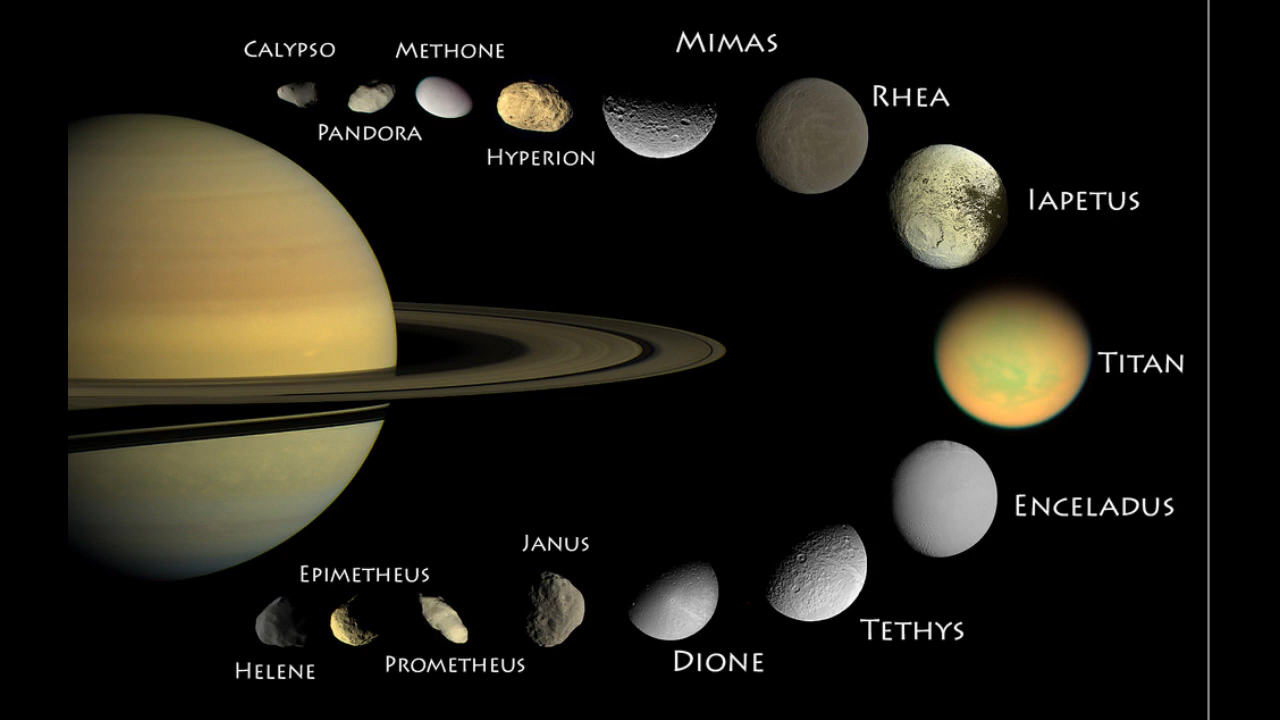 Calypso
Methone
Mimas
Rhea
Pandora
Hyperion
Iapetus
Titan
Enceladus
Janus
Epimetheus
Tethys
Dione
Prometheus
Helene